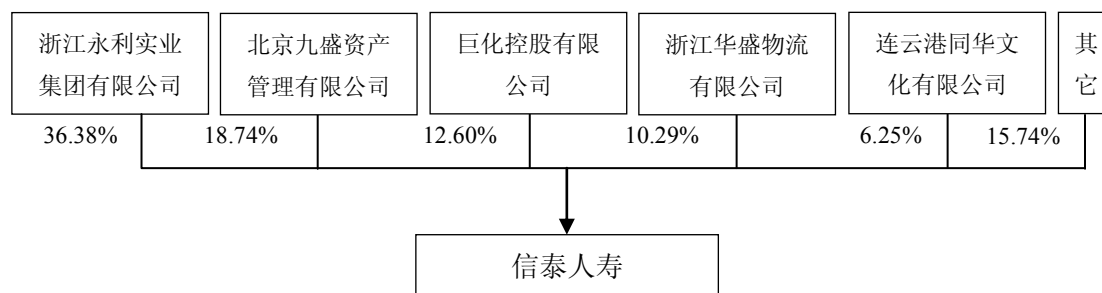 浙江永利实业
集团有限公司
北京九盛资产
管理有限公司
巨化控股有限
公司
浙江华盛物流
有限公司
连云港同华文
化有限公司
其
它
36.38%
18.74%
12.60%
10.29%
6.25%
15.74%
信泰人寿